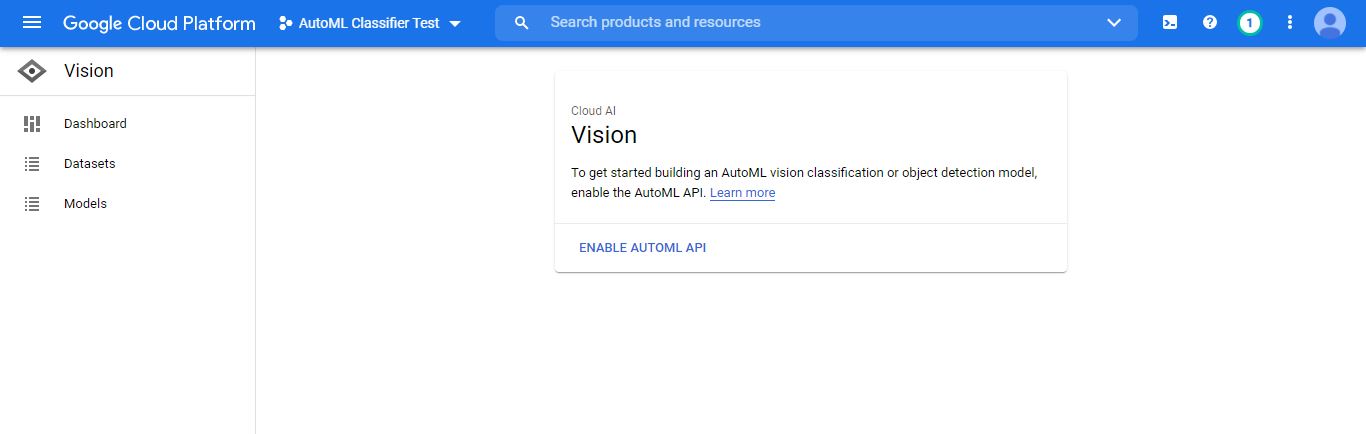 Google Cloud Platform
AutoML Classifier Test
Search products and resources
1
Vision
Dashboard
Datasets
Models
Cloud AI
Vision
To get started building an AutoML vision classification or object detection model,
enable the AutoML API. Learn more
ENABLE AUTOML API